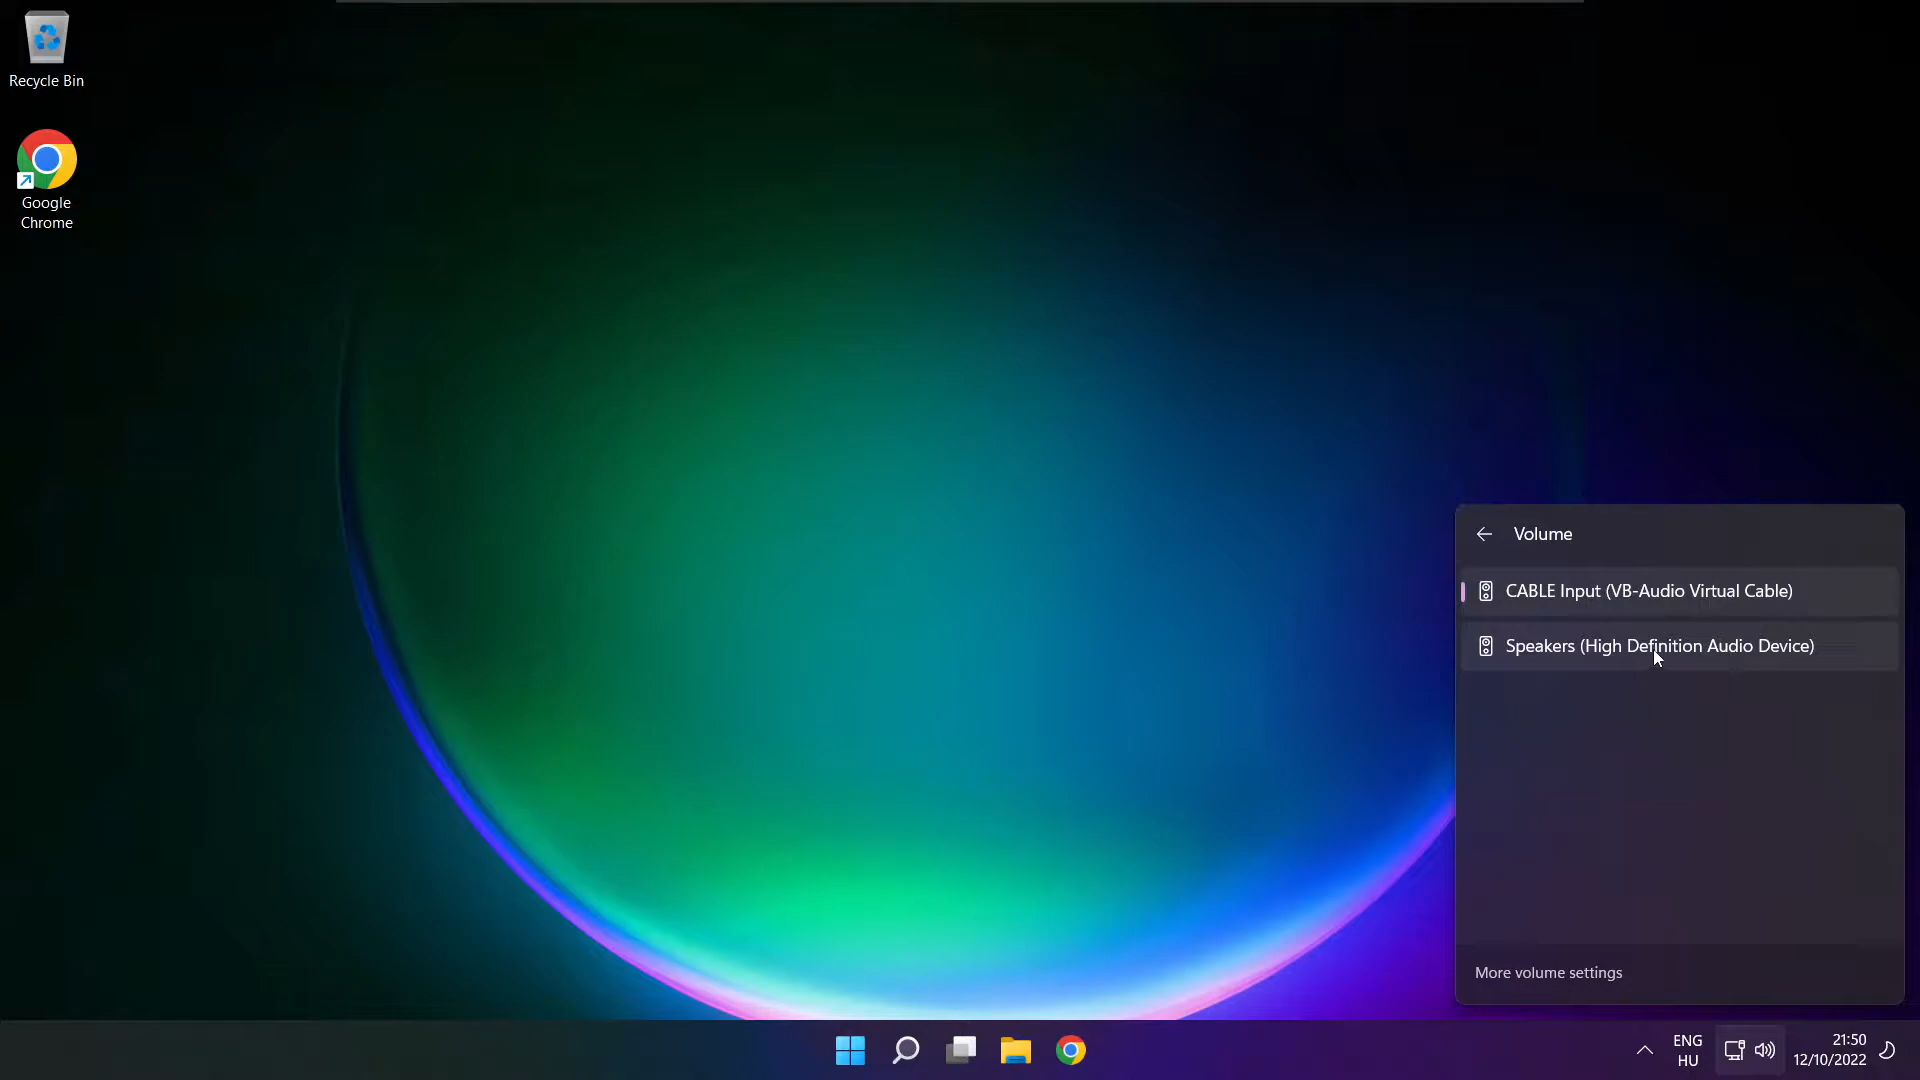 Recycle Bin
Google
Chrome
Volume
CABLE Input (VB-Audio Virtual Cable)
Speakers (High Definition Audio Device)
More volume settings
ENG
HU
21:50
12/10/2022